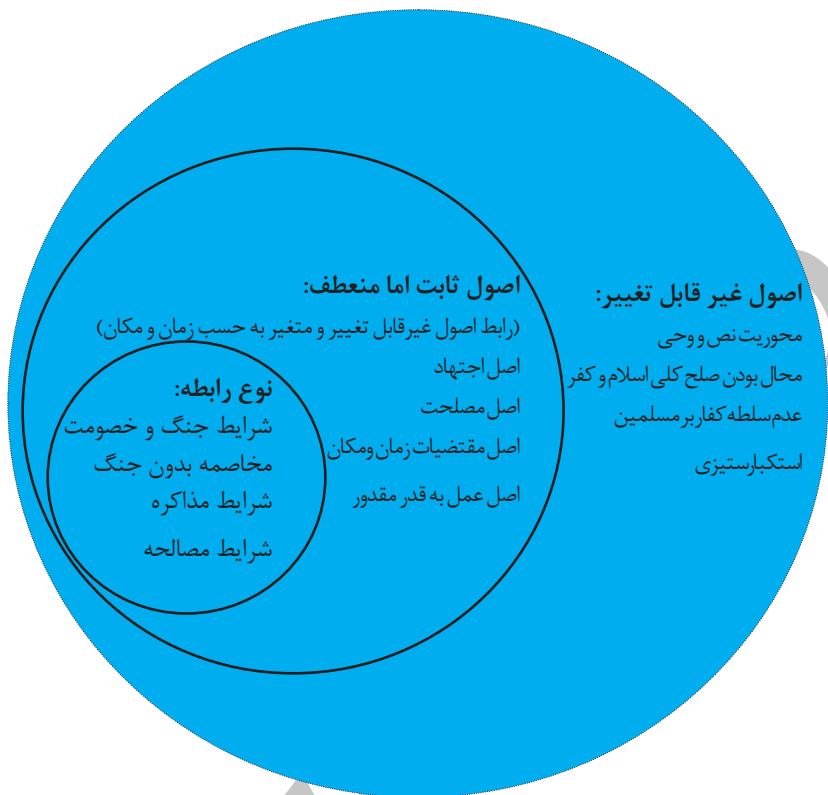 اصول غیر قابل تغییر:
محوریت نص و وحی
محال بودن صلح کلی اسلام و کفر
عدم سلطه کفار بر مسلمین
استکبارستیزی
اصول ثابت اما منعطف:
(رابط اصول غیرقابل تغییر و متغیر به حسب زمان و مکان)
اصل اجتهاد
اصل مصلحت
اصل مقتضیات زمان ومکان
اصل عمل به قدر مقدور
نوع رابطه:
شرایط جنگ و خصومت
مخاصمه بدون جنگ
شرایط مذاکره
شرایط مصالحه